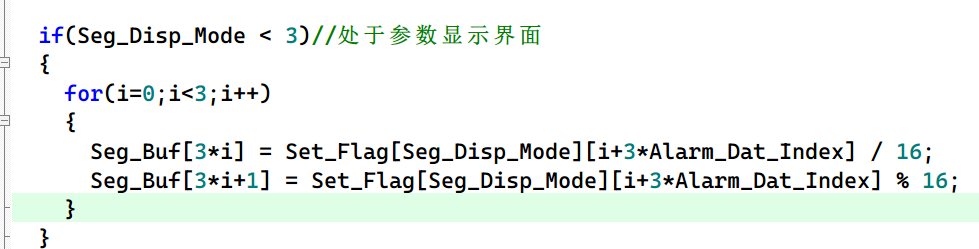 if(Seg_Disp_Mode < 3)//处于参数显示界面
{
for(i=0;i<3;i++)
{
Seg_Buf[3*i] = Set_Flag[Seg_Disp_Mode][i+3*Alarm_Dat_Index] / 16;
Seg_Buf[3*i+1] = Set_Flag[Seg_Disp_Mode][i+3*Alarm_Dat_Index] % 16;
}
}